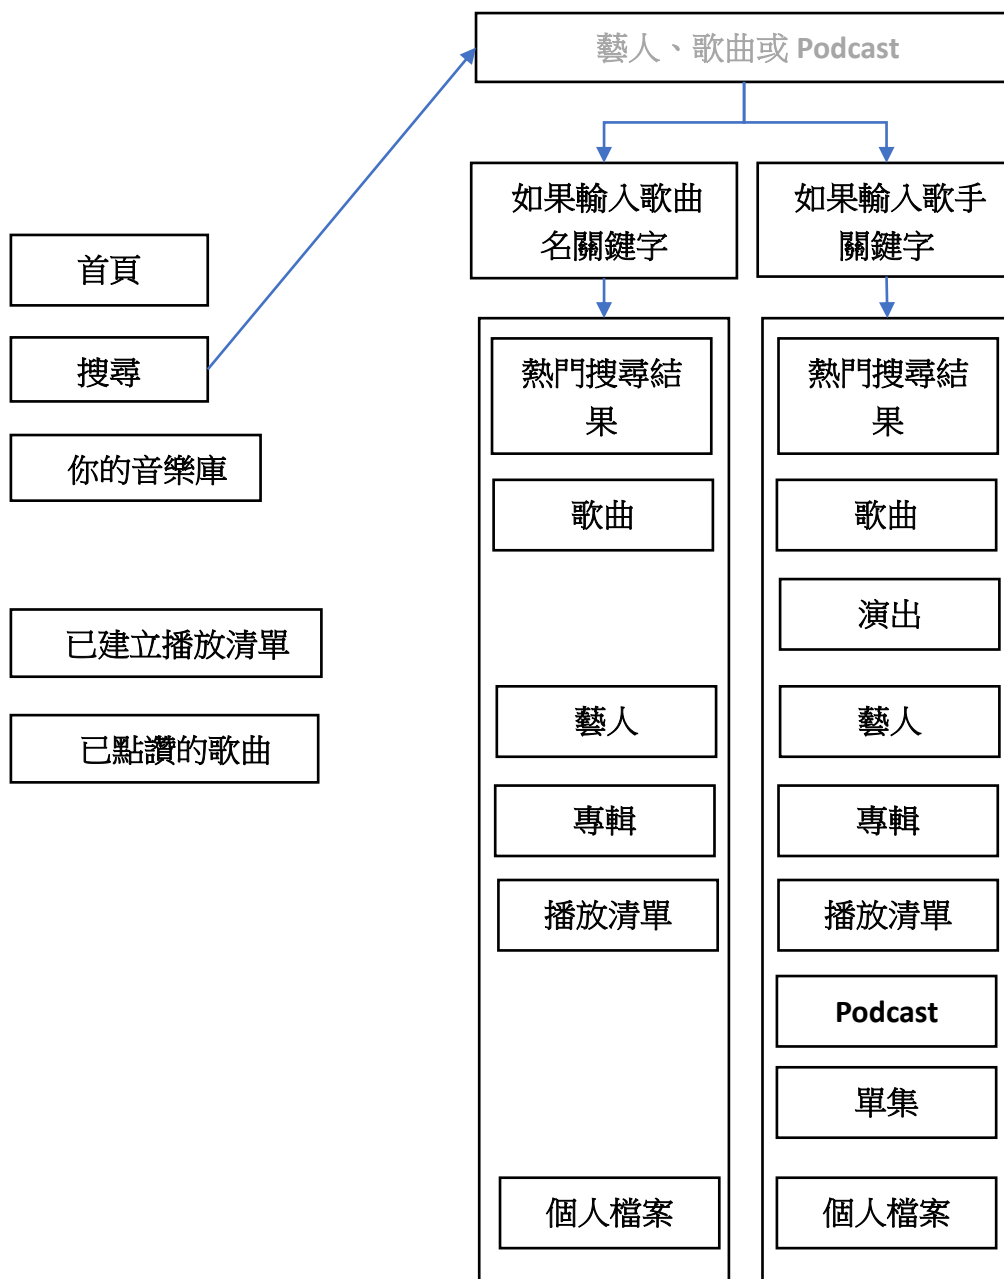 藝人、歌曲或 Podcast
如果輸入歌曲
名關鍵字
如果輸入歌手
關鍵字
首頁
搜尋
你的音樂庫
已建立播放清單
已點讚的歌曲
熱門搜尋結
果
歌曲
藝人
專輯
播放清單
個人檔案
熱門搜尋結
果
歌曲
演出
藝人
專輯
播放清單
Podcast
單集
個人檔案